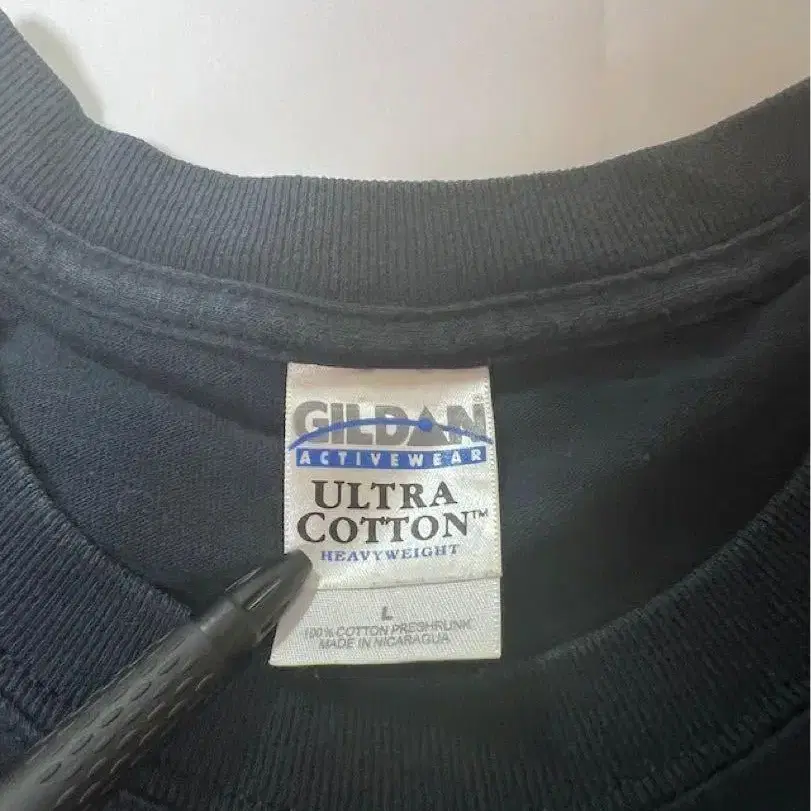 GILDAN®
ACTIVEWEAR
ULTRA
COTTON™
HEAVYWEIGHT
L
100% COTTON PRESHRUNK
MADE IN NICARAGUA